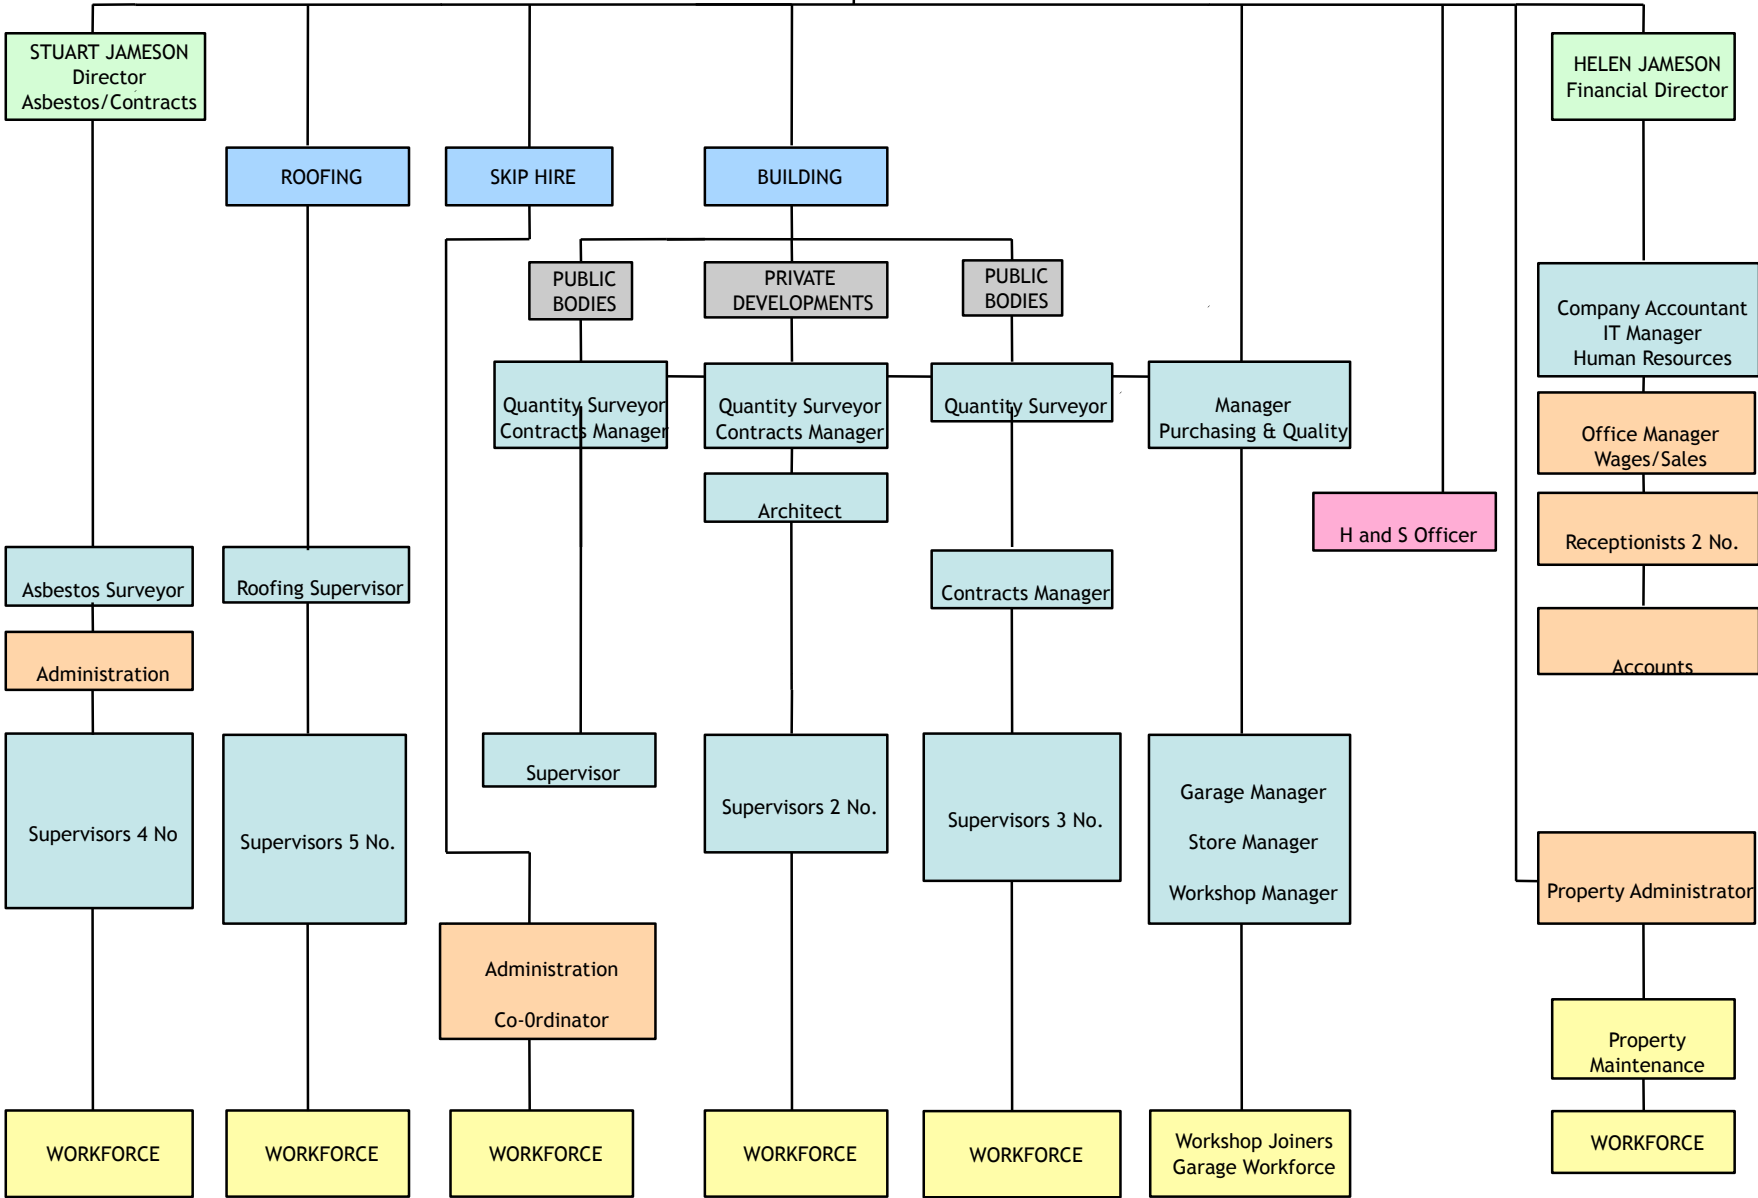 STUART JAMESON
Director
Asbestos/Contracts
HELEN JAMESON
Financial Director
ROOFING
SKIP HIRE
BUILDING
PUBLIC
BODIES
PRIVATE
DEVELOPMENTS
PUBLIC
BODIES
Company Accountant
IT Manager
Human Resources
Quantity Surveyor
Contracts Manager
Quantity Surveyor
Contracts Manager
Quantity Surveyor
Manager
Purchasing & Quality
Office Manager
Wages/Sales
Architect
H and S Officer
Receptionists 2 No.
Asbestos Surveyor
Roofing Supervisor
Contracts Manager
Administration
Accounts
Supervisors 4 No
Supervisors 5 No.
Supervisor
Supervisors 2 No.
Supervisors 3 No.
Garage Manager
Store Manager
Workshop Manager
Property Administrator
Administration
Co-0rdinator
Property
Maintenance
WORKFORCE
WORKFORCE
WORKFORCE
WORKFORCE
WORKFORCE
Workshop Joiners
Garage Workforce
WORKFORCE